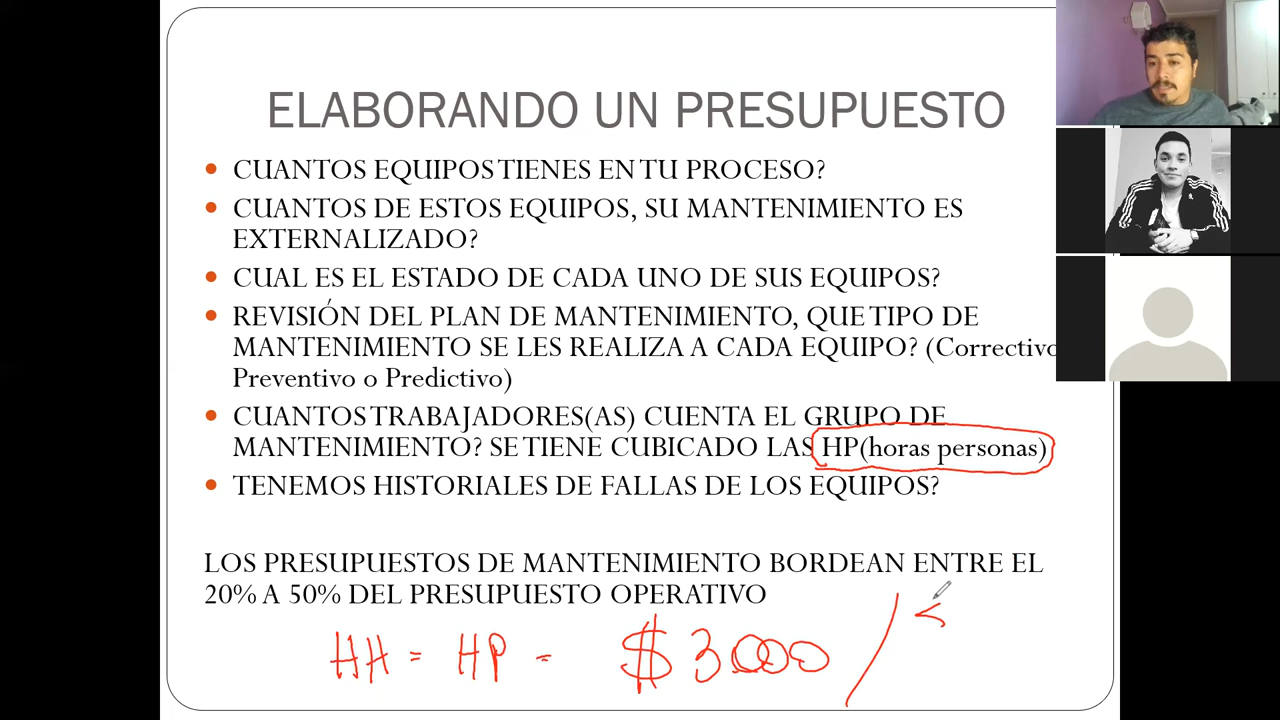 ELABORANDO UN PRESUPUESTO
• CUANTOS EQUIPOS TIENES EN TU PROCESO?
• CUANTOS DE ESTOS EQUIPOS, SU MANTENIMIENTO ES
EXTERNALIZADO?
• CUAL ES EL ESTADO DE CADA UNO DE SUS EQUIPOS?
• REVISIÓN DEL PLAN DE MANTENIMIENTO, QUE TIPO DE
MANTENIMIENTO SE LES REALIZA A CADA EQUIPO? (Correctivo
Preventivo o Predictivo)
• CUANTOS TRABAJADORES(AS) CUENTA EL GRUPO DE
MANTENIMIENTO? SE TIENE CUBICADO LAS HP(horas personas)
• TENEMOS HISTORIALES DE FALLAS DE LOS EQUIPOS?
LOS PRESUPUESTOS DE MANTENIMIENTO BORDEAN ENTRE EL
20% A 50% DEL PRESUPUESTO OPERATIVO
HH = HP = $3000 / <